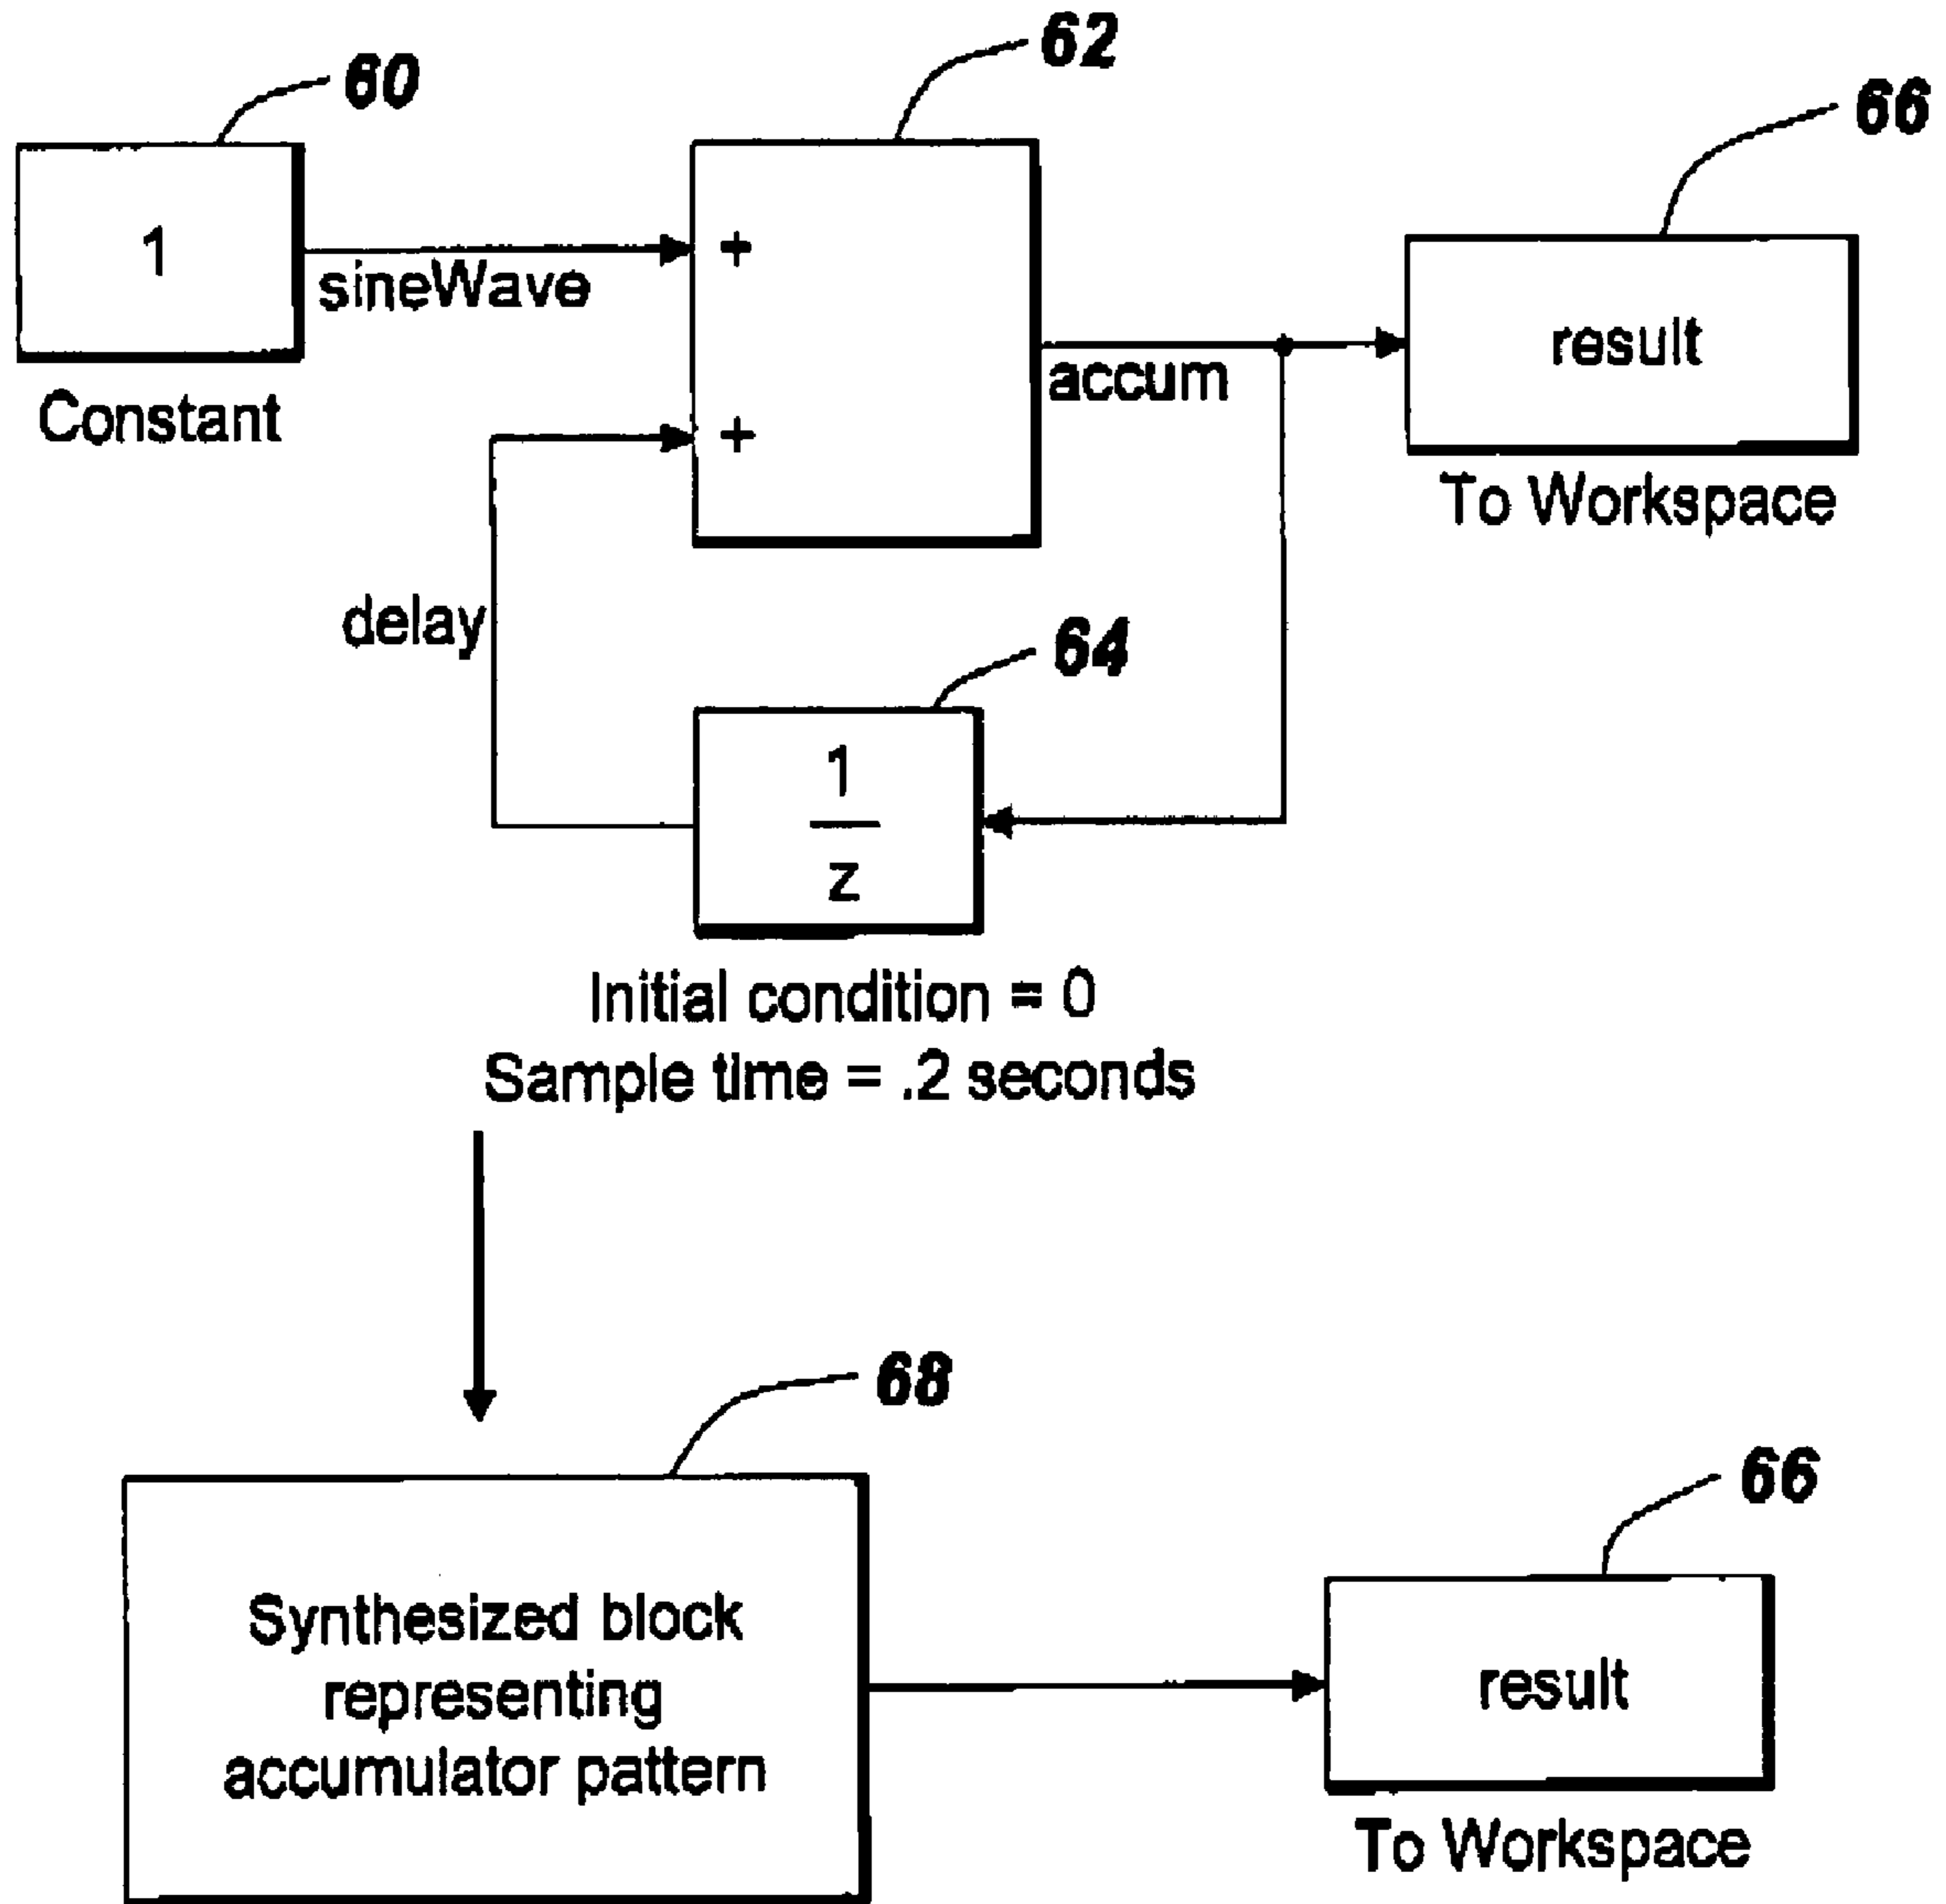 62
60
66
1
+
sineWave
result
accum
Constant
+
To Workspace
delay
64
1
z
Initial condition = 0
Sample time = .2 seconds
68
66
Synthesized block
representing
accumulator pattern
result
To Workspace